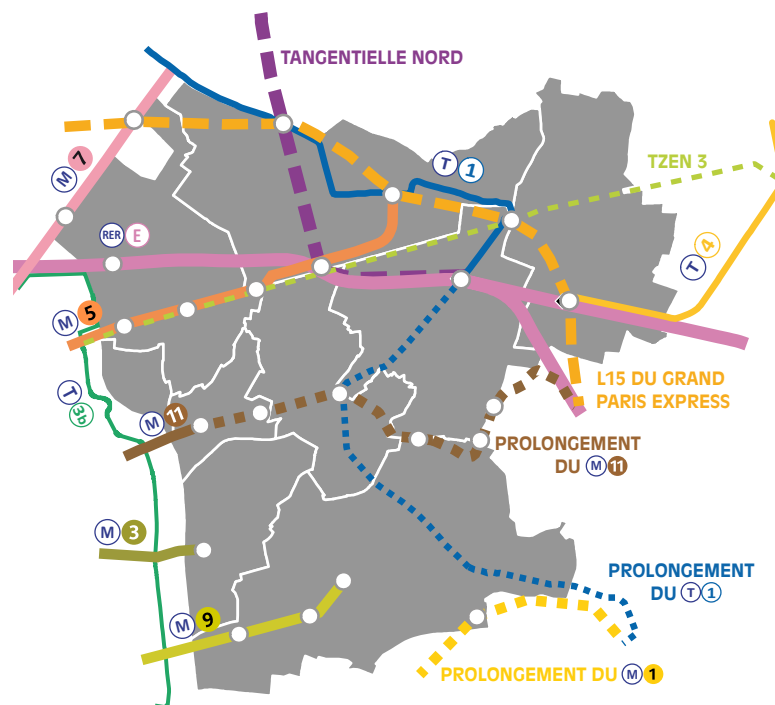 TANGENTIELLE NORD
M 7
T 1
TZEN 3
RER E
T 4
M 5
T 3b
M 11
L15 DU GRAND
PARIS EXPRESS
PROLONGEMENT
DU M 11
M 3
PROLONGEMENT
DU T 1
M 9
PROLONGEMENT DU M 1